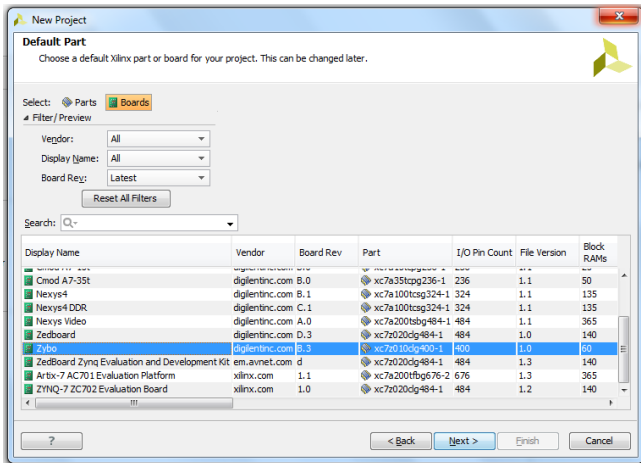 New Project
Default Part
Choose a default Xilinx part or board for your project. This can be changed later.
Select: Parts Boards
Filter/ Preview
Vendor: All
Display Name: All
Board Rev: Latest
Reset All Filters
Search:
Display Name Vendor Board Rev Part I/O Pin Count File Version Block RAMs
Cmod A7-35t digilentinc.com B.0 xc7a35tcpg236-1 236 1.1 50
Nexys4 digilentinc.com B.1 xc7a100tcsg324-1 324 1.1 135
Nexys4 DDR digilentinc.com C.1 xc7a100tcsg324-1 324 1.1 135
Nexys Video digilentinc.com A.0 xc7a200tsbg484-1 484 1.1 365
Zedboard digilentinc.com D.3 xc7z020clg484-1 484 1.0 140
Zybo digilentinc.com B.3 xc7z010clg400-1 400 1.0 60
ZedBoard Zynq Evaluation and Development Kit em.avnet.com d xc7z020clg484-1 484 1.3 140
Artix-7 AC701 Evaluation Platform xilinx.com 1.1 xc7a200tfbg676-2 676 1.3 365
ZYNQ-7 ZC702 Evaluation Board xilinx.com 1.0 xc7z020clg484-1 484 1.2 140
? < Back Next > Finish Cancel